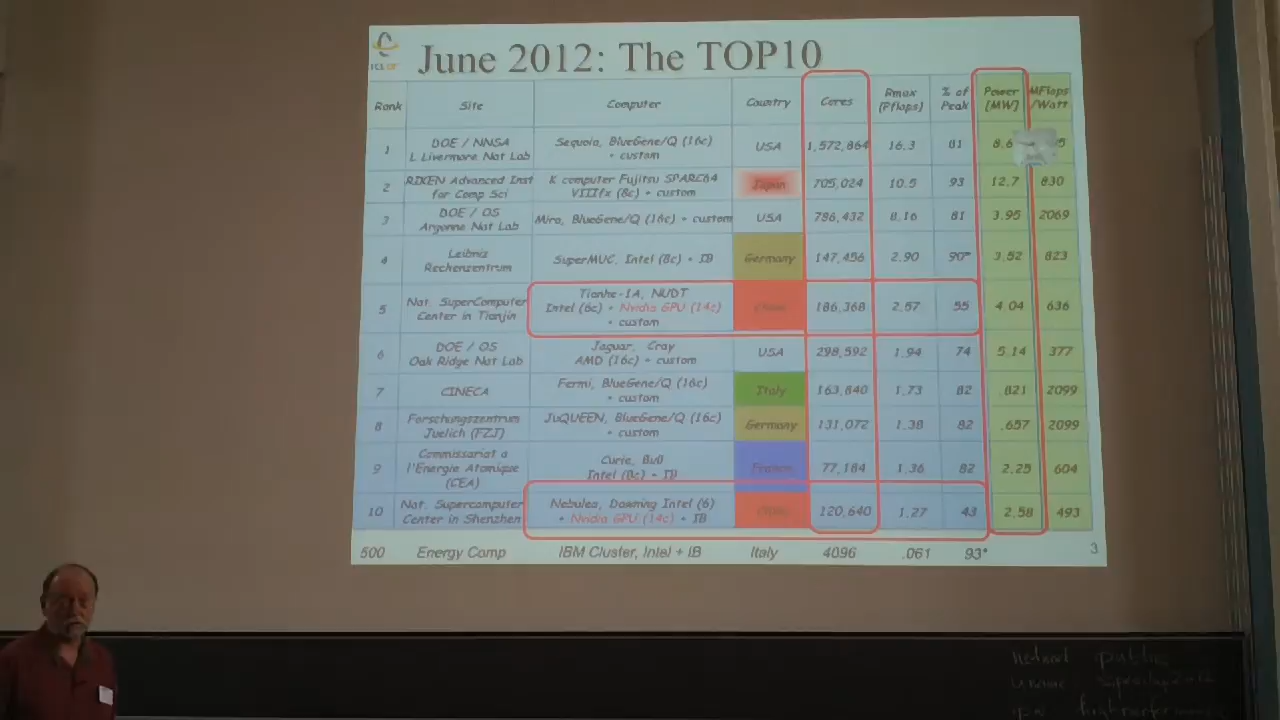 June 2012: The TOP10
Rank Site Computer Country Cores Rmax (Pflops) % of Peak Power [MW] MFlops /Watt
1 DOE / NNSA L Livermore Nat Lab Sequoia, BlueGene/Q (16c) + custom USA 1,572,864 16.3 81 8.6
2 RIKEN Advanced Inst for Comp Sci K computer Fujitsu SPARC64 VIIIfx (8c) + custom Japan 705,024 10.5 93 12.7 830
3 DOE / OS Argonne Nat Lab Mira, BlueGene/Q (16c) + custom USA 786,432 8.16 81 3.95 2069
4 Leibniz Rechenzentrum SuperMUC, Intel (8c) + IB Germany 147,456 2.90 90* 3.52 823
5 Nat. SuperComputer Center in Tianjin Tianhe-1A, NUDT Intel (6c) + Nvidia GPU (14c) + custom China 186,368 2.57 55 4.04 636
6 DOE / OS Oak Ridge Nat Lab Jaguar, Cray AMD (16c) + custom USA 298,592 1.94 74 5.14 377
7 CINECA Fermi, BlueGene/Q (16c) + custom Italy 163,840 1.73 82 .821 2099
8 Forschungszentrum Juelich (FZJ) JuQUEEN, BlueGene/Q (16c) + custom Germany 131,072 1.38 82 .657 2099
9 Commissariat a l'Energie Atomique (CEA) Curie, Bull Intel (8c) + IB France 77,184 1.36 82 2.25 604
10 Nat. Supercomputer Center in Shenzhen Nebulea, Dawning Intel (6) + Nvidia GPU (14c) + IB China 120,640 1.27 43 2.58 493
500 Energy Comp IBM Cluster, Intel + IB Italy 4096 .061 93*
3